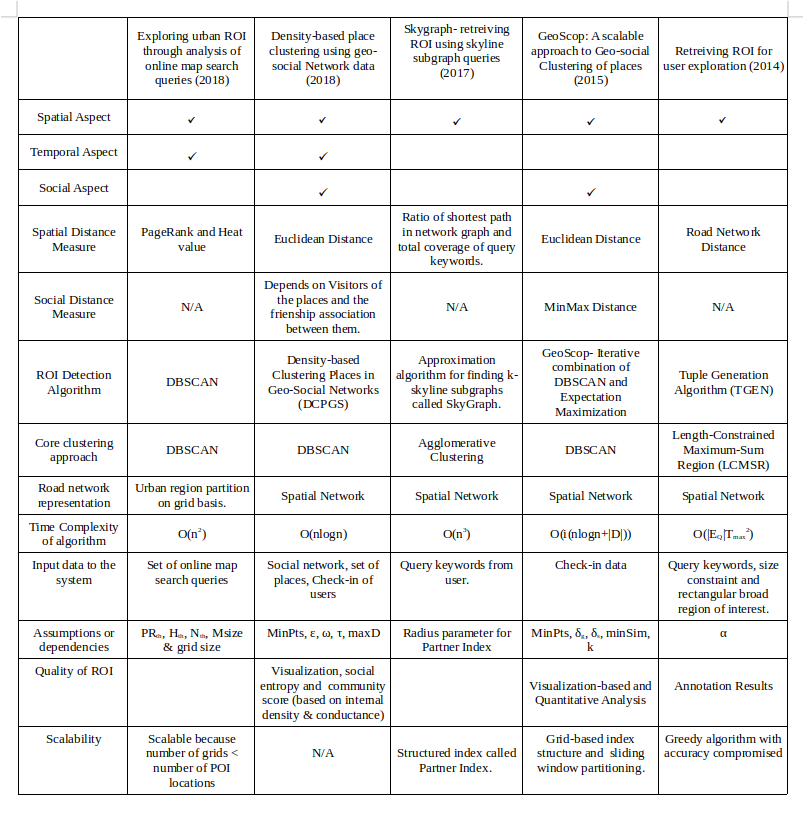 Exploring urban ROI
through analysis of
online map search
queries (2018)
Density-based place
clustering using geo-
social Network data
(2018)
Skygraph- retreiving
ROI using skyline
subgraph queries
(2017)
GeoScop: A scalable
approach to Geo-social
Clustering of places
(2015)
Retreiving ROI for
user exploration (2014)
Spatial Aspect
✓ ✓ ✓ ✓ ✓
Temporal Aspect
✓ ✓
Social Aspect
✓ ✓
Spatial Distance
Measure
PageRank and Heat
value
Euclidean Distance
Ratio of shortest path
in network graph and
total coverage of query
keywords.
Euclidean Distance
Road Network
Distance
Social Distance
Measure
N/A
Depends on Visitors of
the places and the
frienship association
between them.
N/A
MinMax Distance
N/A
ROI Detection
Algorithm
DBSCAN
Density-based
Clustering Places in
Geo-Social Networks
(DCPGS)
Approximation
algorithm for finding k-
skyline subgraphs
called SkyGraph.
GeoScop- Iterative
combination of
DBSCAN and
Expectation
Maximization
Tuple Generation
Algorithm (TGEN)
Core clustering
approach
DBSCAN
DBSCAN
Agglomerative
Clustering
DBSCAN
Length-Constrained
Maximum-Sum
Region (LCMSR)
Road network
representation
Urban region partition
on grid basis.
Spatial Network
Spatial Network
Spatial Network
Spatial Network
Time Complexity
of algorithm
O(n²)
O(nlogn)
O(n³)
O(i(nlogn+|D|))
O(|E_Q|T_max²)
Input data to the
system
Set of online map
search queries
Social network, set of
places, Check-in of
users
Query keywords from
user.
Check-in data
Query keywords, size
constraint and
rectangular broad
region of interest.
Assumptions or
dependencies
PR_th, H_th, N_th, Msize
& grid size
MinPts, ε, ω, τ, maxD
Radius parameter for
Partner Index
MinPts, δ_g, δ_s, minSim,
k
α
Quality of ROI
Visualization, social
entropy and community
score (based on internal
density & conductance)
Visualization-based and
Quantitative Analysis
Annotation Results
Scalability
Scalable because
number of grids <
number of POI
locations
N/A
Structured index called
Partner Index.
Grid-based index
structure and sliding
window partitioning.
Greedy algorithm with
accuracy compromised